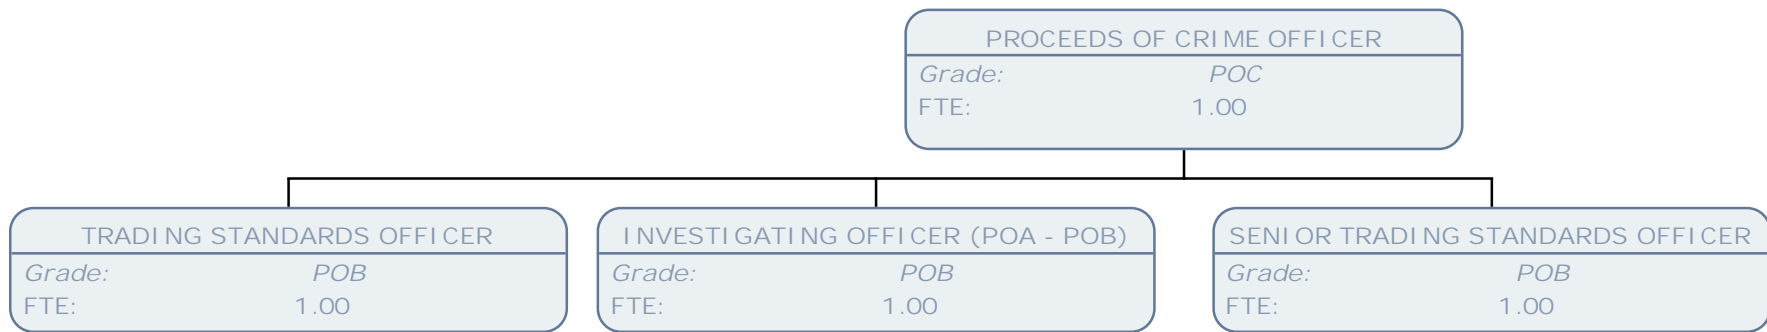 PROCEEDS OF CRIME OFFICER
Grade: POC
FTE: 1.00
TRADING STANDARDS OFFICER
Grade: POB
FTE: 1.00
INVESTIGATING OFFICER (POA - POB)
Grade: POB
FTE: 1.00
SENIOR TRADING STANDARDS OFFICER
Grade: POB
FTE: 1.00